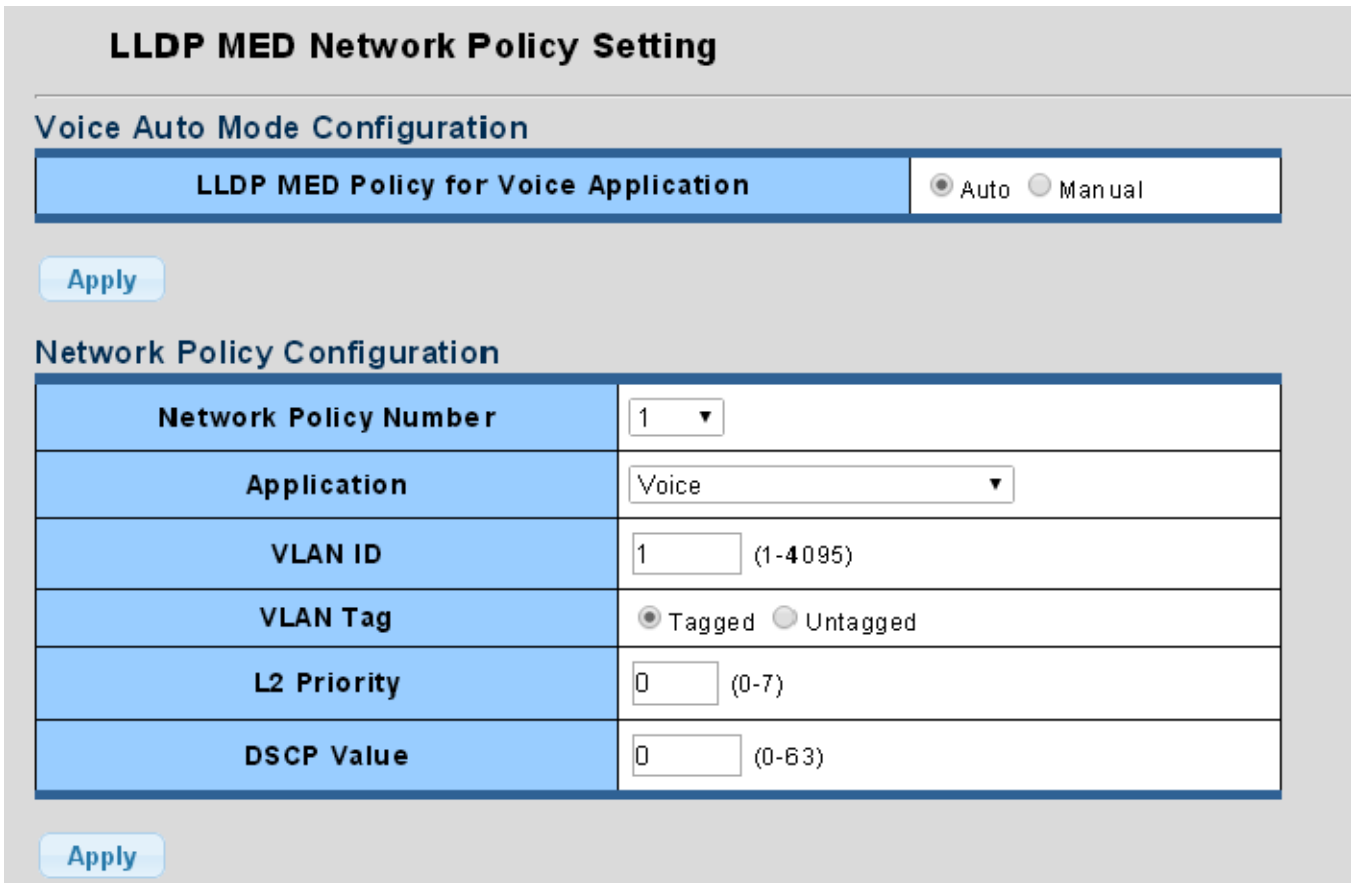 LLDP MED Network Policy Setting
Voice Auto Mode Configuration
LLDP MED Policy for Voice Application Auto Manual
Apply
Network Policy Configuration
Network Policy Number 1
Application Voice
VLAN ID 1 (1-4095)
VLAN Tag Tagged Untagged
L2 Priority 0 (0-7)
DSCP Value 0 (0-63)
Apply